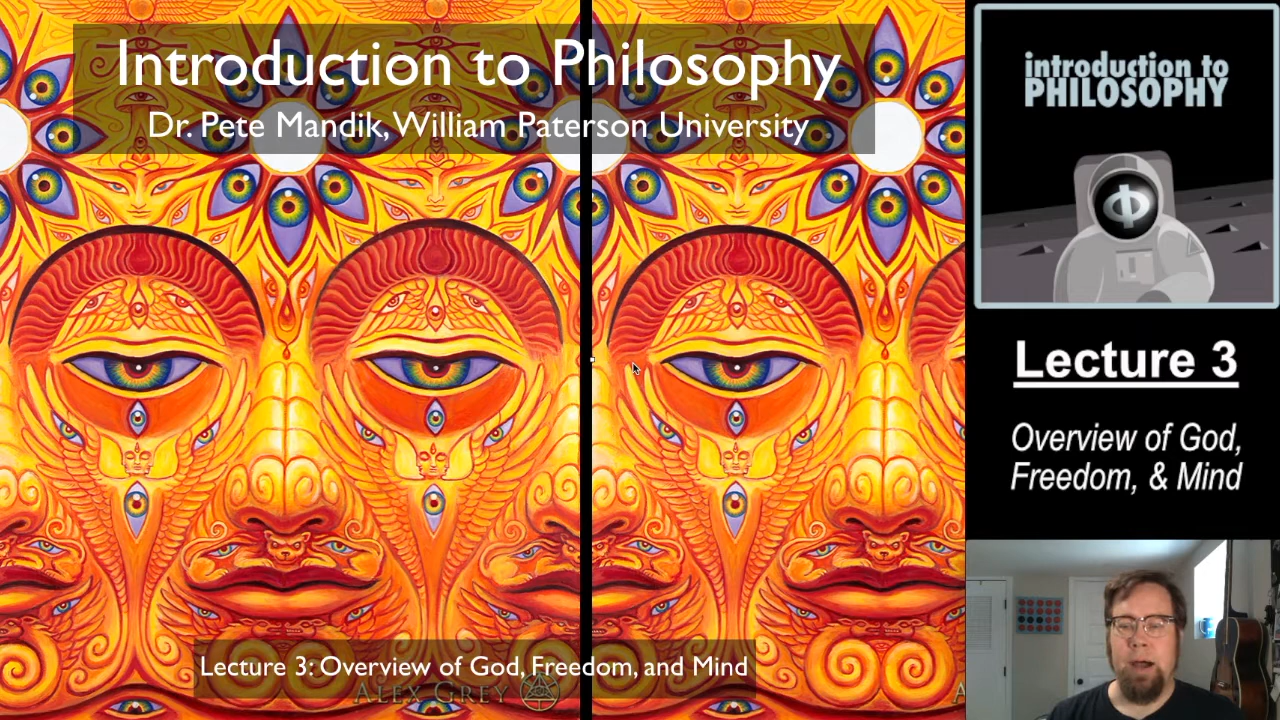 Introduction to Philosophy
Dr. Pete Mandik, William Paterson University
Lecture 3: Overview of God, Freedom, and Mind
ALEX GREY
A
introduction to
PHILOSOPHY
Φ
Lecture 3
Overview of God,
Freedom, & Mind